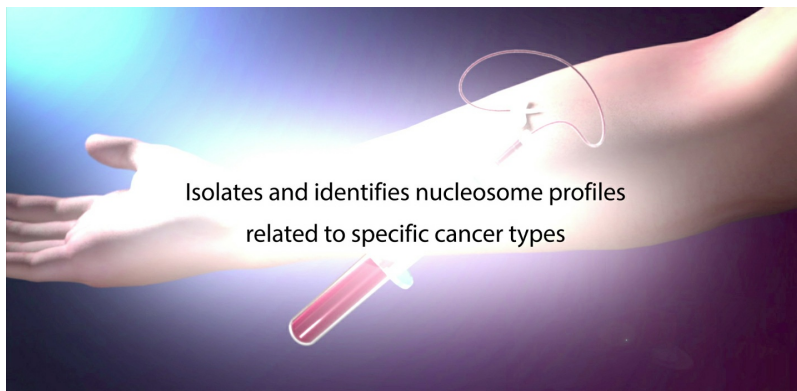 Isolates and identifies nucleosome profiles
related to specific cancer types